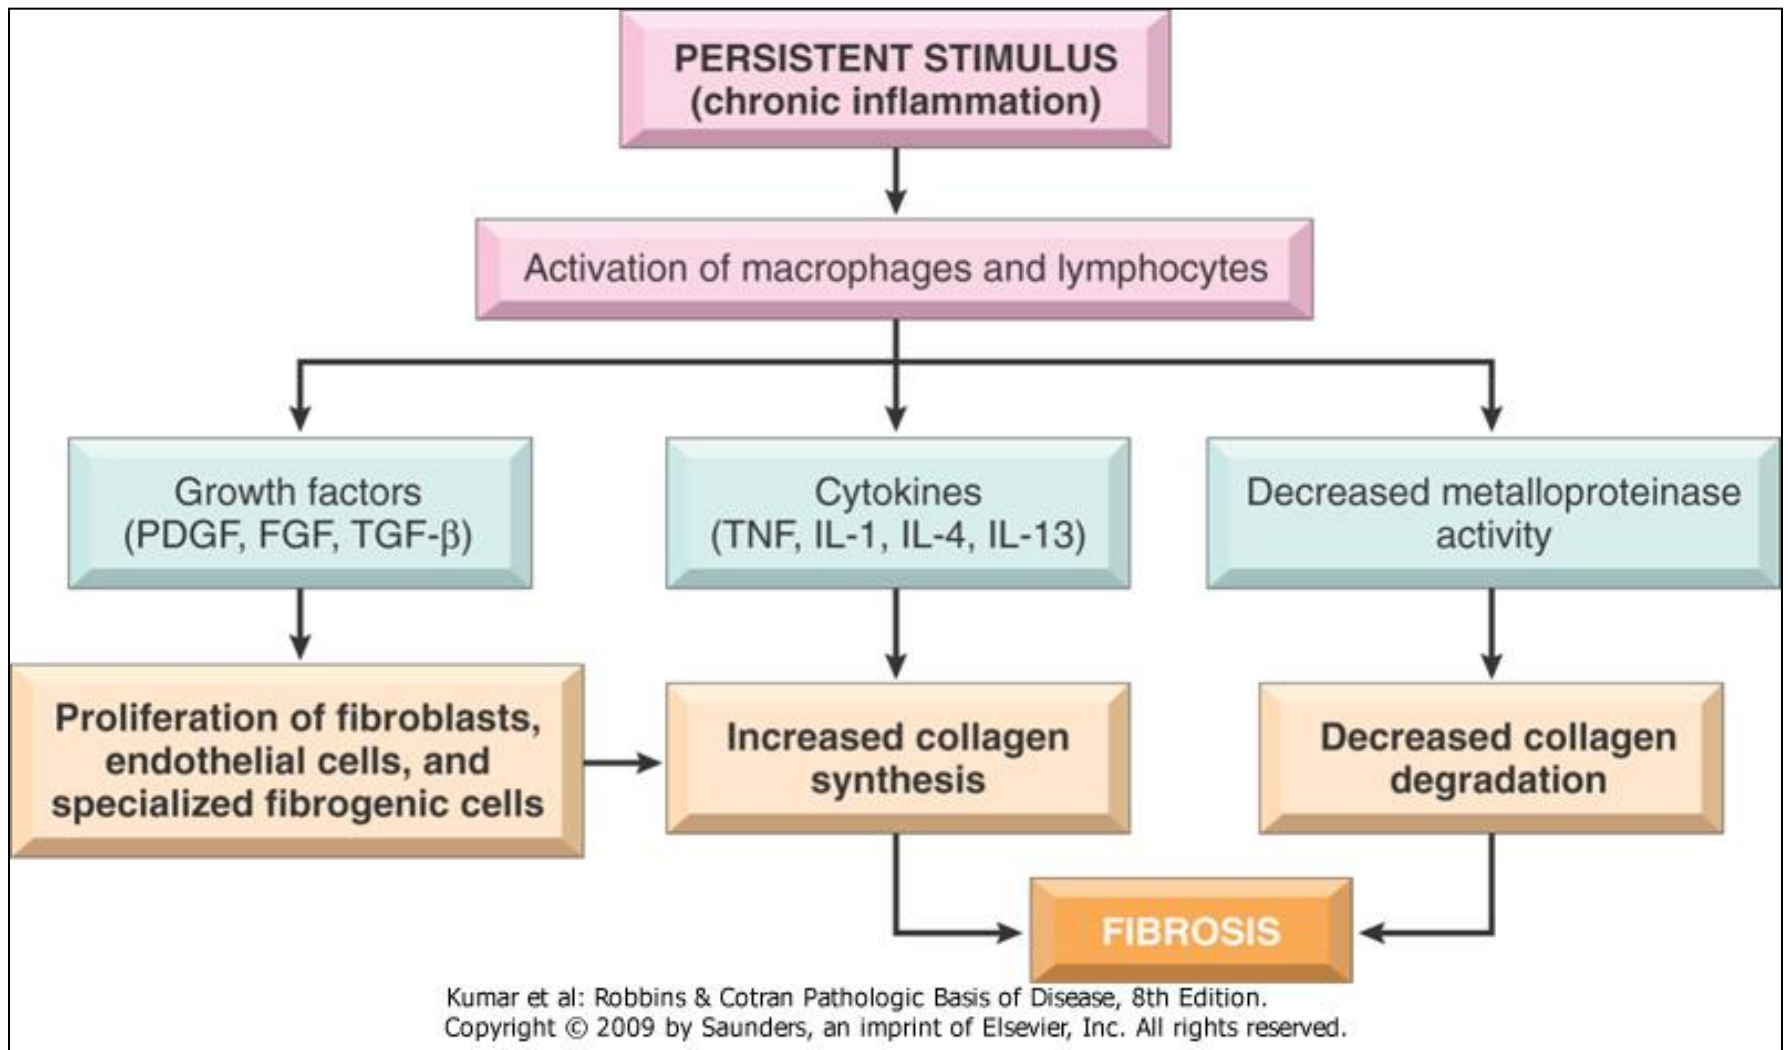 PERSISTENT STIMULUS
(chronic inflammation)
Activation of macrophages and lymphocytes
Growth factors
(PDGF, FGF, TGF-β)
Cytokines
(TNF, IL-1, IL-4, IL-13)
Decreased metalloproteinase
activity
Proliferation of fibroblasts,
endothelial cells, and
specialized fibrogenic cells
Increased collagen
synthesis
Decreased collagen
degradation
FIBROSIS
Kumar et al: Robbins & Cotran Pathologic Basis of Disease, 8th Edition.
Copyright © 2009 by Saunders, an imprint of Elsevier, Inc. All rights reserved.